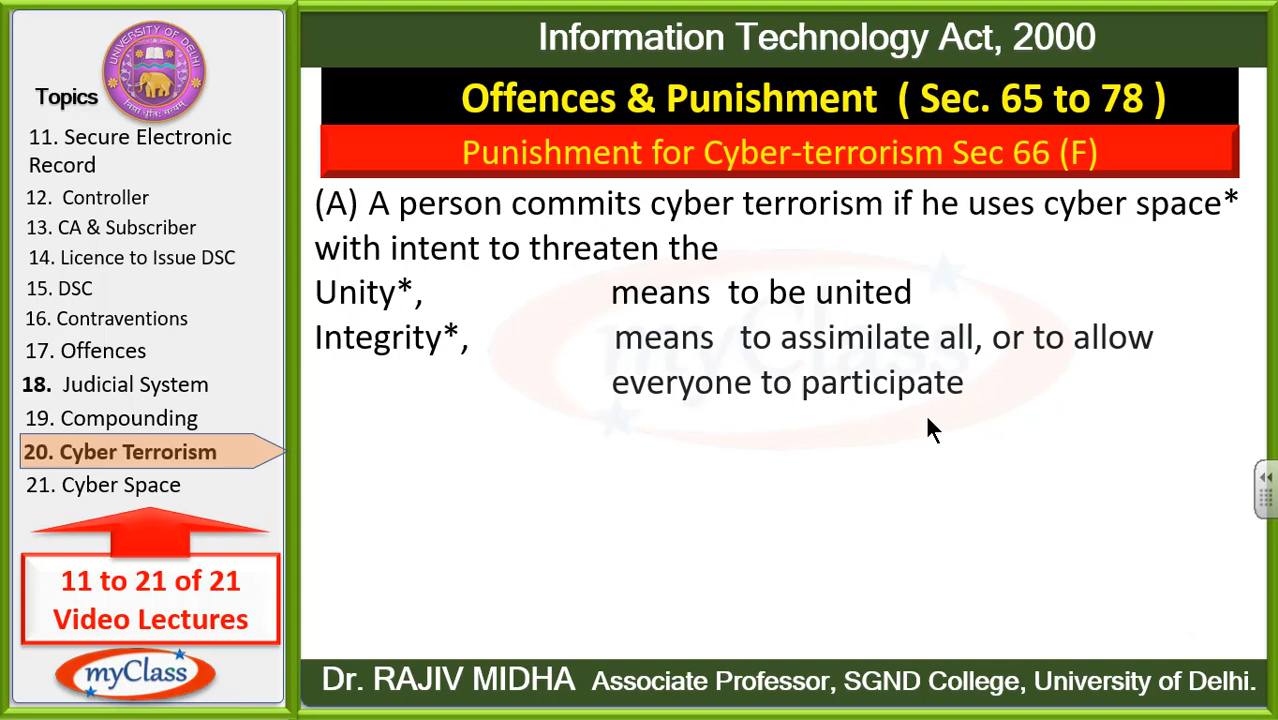 UNIVERSITY OF DELHI
Topics
11. Secure Electronic
Record
12. Controller
13. CA & Subscriber
14. Licence to Issue DSC
15. DSC
16. Contraventions
17. Offences
18. Judicial System
19. Compounding
20. Cyber Terrorism
21. Cyber Space
11 to 21 of 21
Video Lectures
myClass
Information Technology Act, 2000
Offences & Punishment ( Sec. 65 to 78 )
Punishment for Cyber-terrorism Sec 66 (F)
(A) A person commits cyber terrorism if he uses cyber space*
with intent to threaten the
Unity*, means to be united
Integrity*, means to assimilate all, or to allow
everyone to participate
myClass
Dr. RAJIV MIDHA Associate Professor, SGND College, University of Delhi.